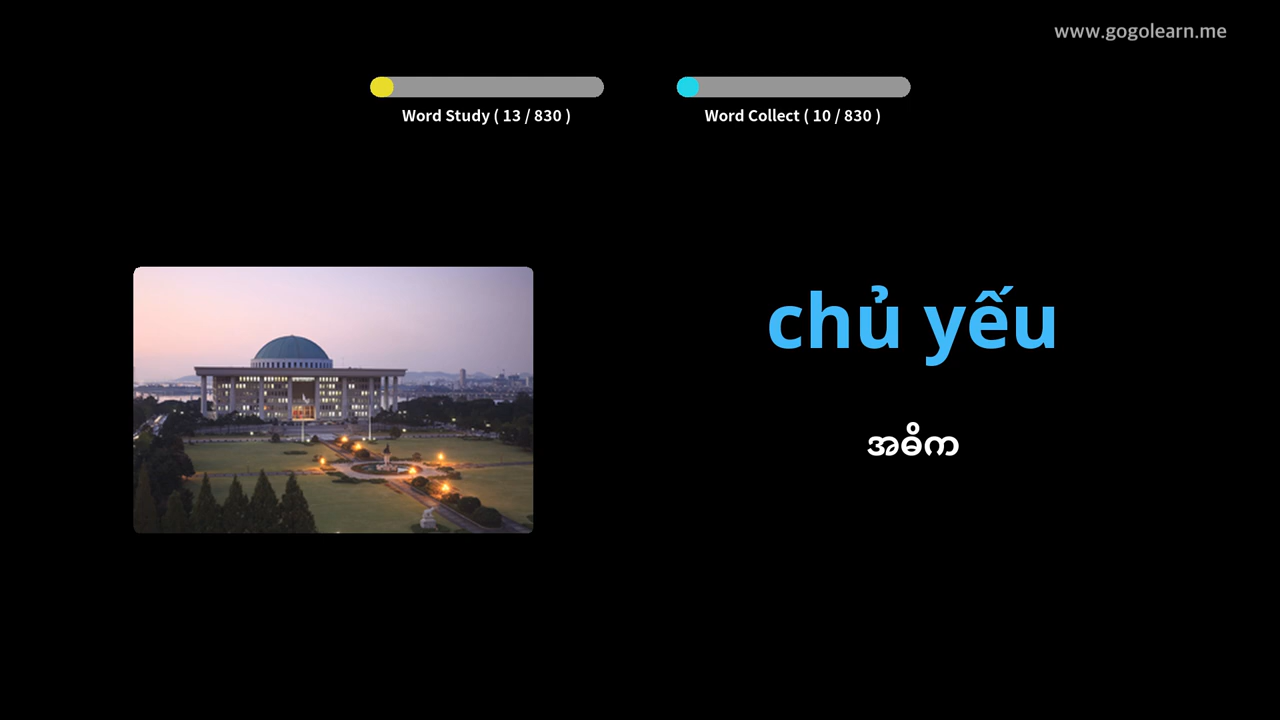 www.gogolearn.me
Word Study ( 13 / 830 )
Word Collect ( 10 / 830 )
chủ yếu
အဓိက